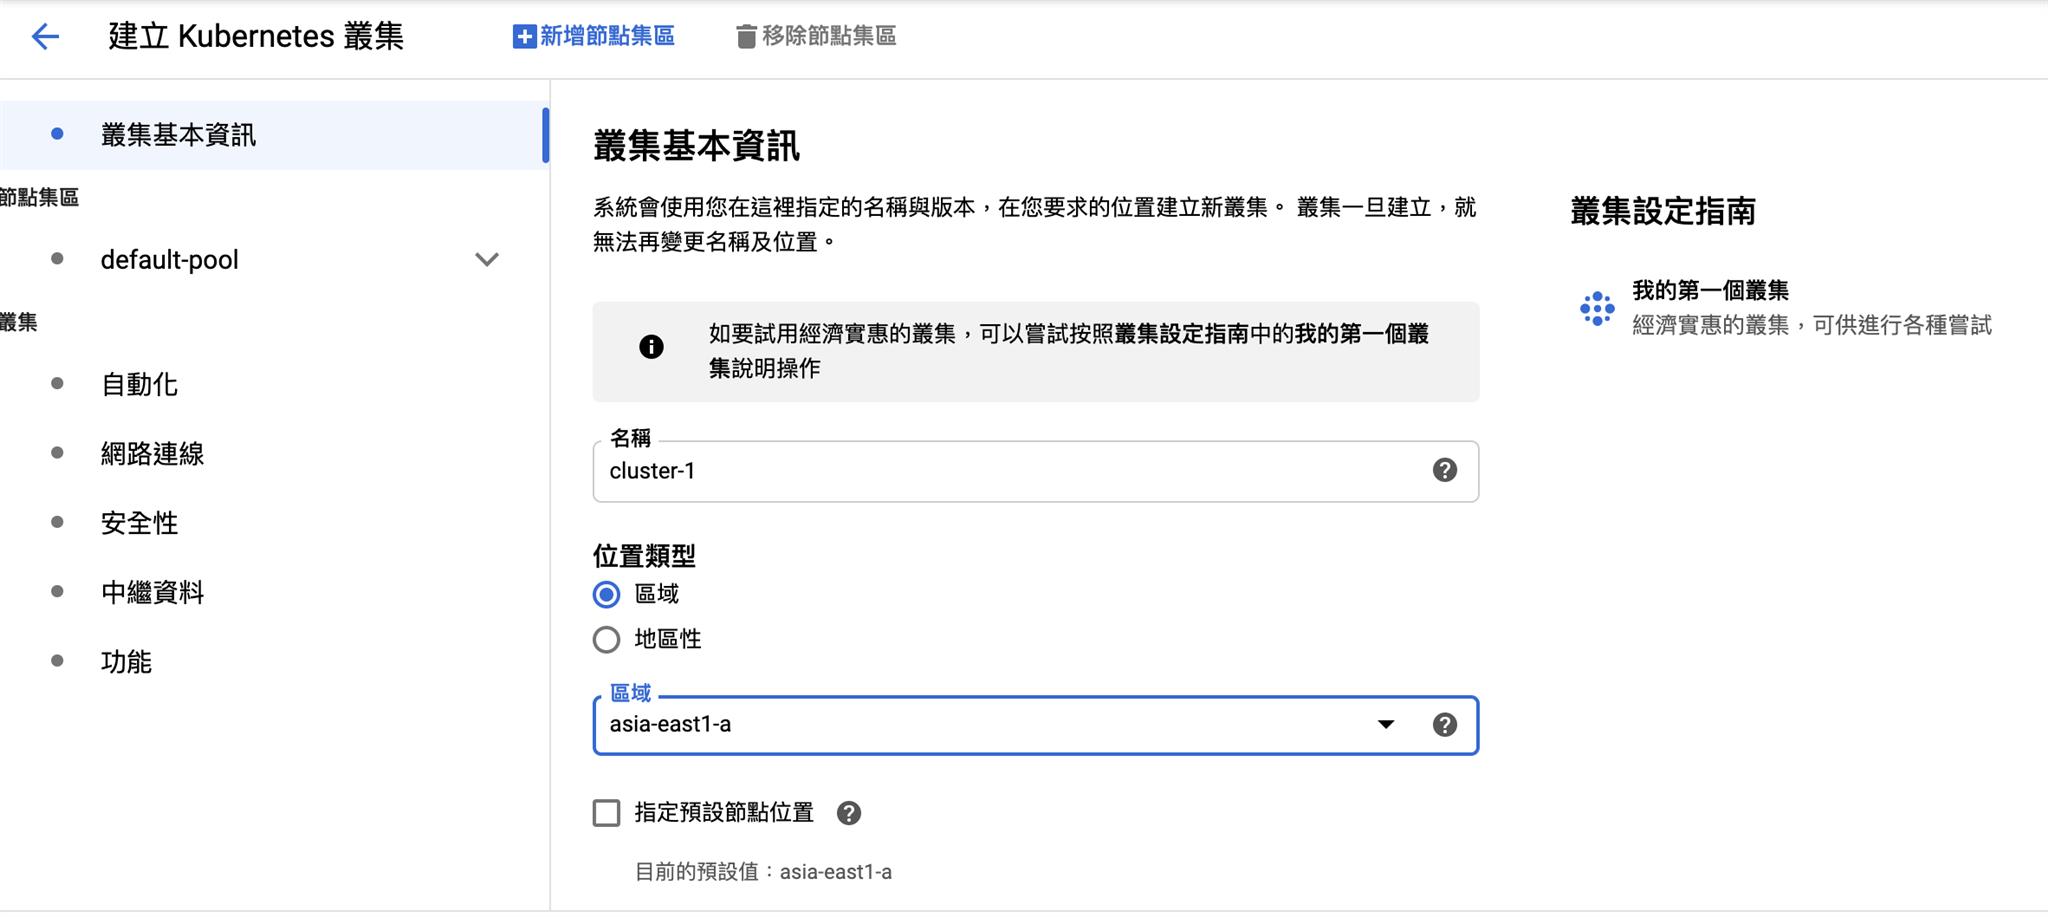 建立 Kubernetes 叢集
新增節點集區
移除節點集區
叢集基本資訊
節點集區
default-pool
叢集
自動化
網路連線
安全性
中繼資料
功能
叢集基本資訊
系統會使用您在這裡指定的名稱與版本，在您要求的位置建立新叢集。 叢集一旦建立，就
無法再變更名稱及位置。
如要試用經濟實惠的叢集，可以嘗試按照叢集設定指南中的我的第一個叢
集說明操作
名稱
cluster-1
位置類型
區域
地區性
區域
asia-east1-a
指定預設節點位置
目前的預設值：asia-east1-a
叢集設定指南
我的第一個叢集
經濟實惠的叢集，可供進行各種嘗試